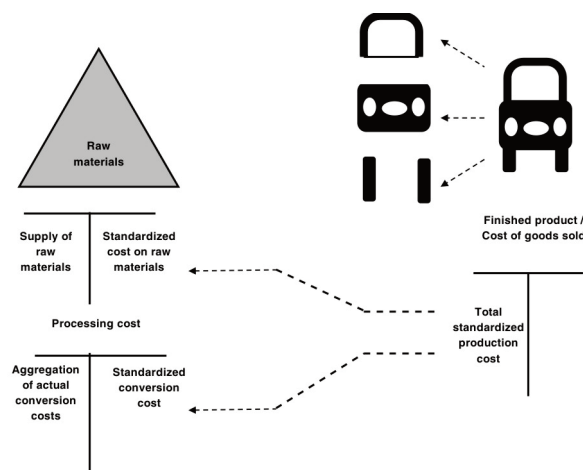 Raw
materials
Finished product /
Cost of goods sold
Supply of
raw
materials
Standardized
cost on raw
materials
Total
standardized
production
cost
Processing cost
Aggregation
of actual
conversion
costs
Standardized
conversion
cost